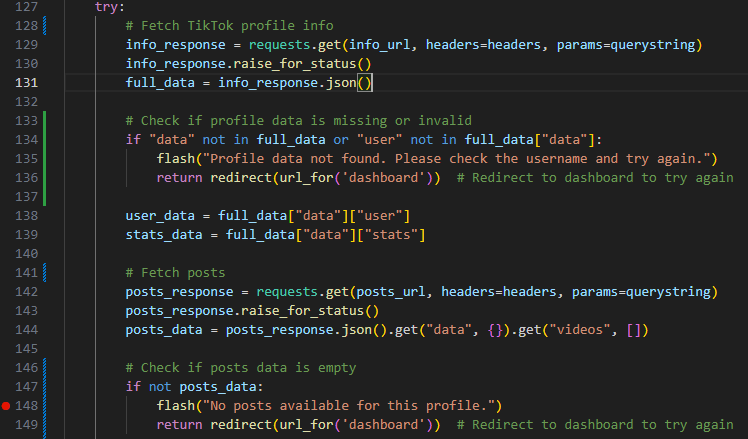 127 try:
128 # Fetch TikTok profile info
129 info_response = requests.get(info_url, headers=headers, params=querystring)
130 info_response.raise_for_status()
131 full_data = info_response.json()
132
133 # Check if profile data is missing or invalid
134 if "data" not in full_data or "user" not in full_data["data"]:
135 flash("Profile data not found. Please check the username and try again.")
136 return redirect(url_for('dashboard'))  # Redirect to dashboard to try again
137
138 user_data = full_data["data"]["user"]
139 stats_data = full_data["data"]["stats"]
140
141 # Fetch posts
142 posts_response = requests.get(posts_url, headers=headers, params=querystring)
143 posts_response.raise_for_status()
144 posts_data = posts_response.json().get("data", {}).get("videos", [])
145
146 # Check if posts data is empty
147 if not posts_data:
148 flash("No posts available for this profile.")
149 return redirect(url_for('dashboard'))  # Redirect to dashboard to try again